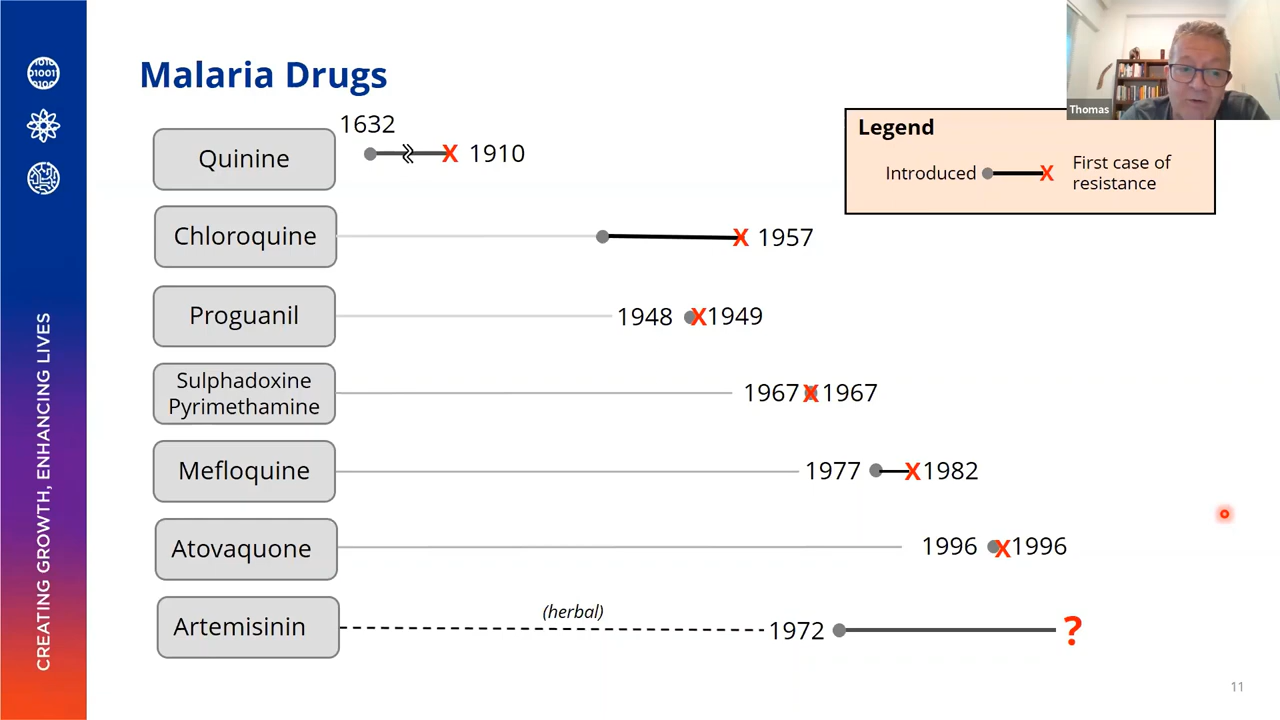 Malaria Drugs
Thomas
Legend
Introduced
X
First case of
resistance
1632
Quinine
X 1910
Chloroquine
X 1957
Proguanil
1948 X 1949
Sulphadoxine
Pyrimethamine
1967 X 1967
Mefloquine
1977 X 1982
Atovaquone
1996 X 1996
Artemisinin
(herbal)
1972 ?
CREATING GROWTH, ENHANCING LIVES
01001
11